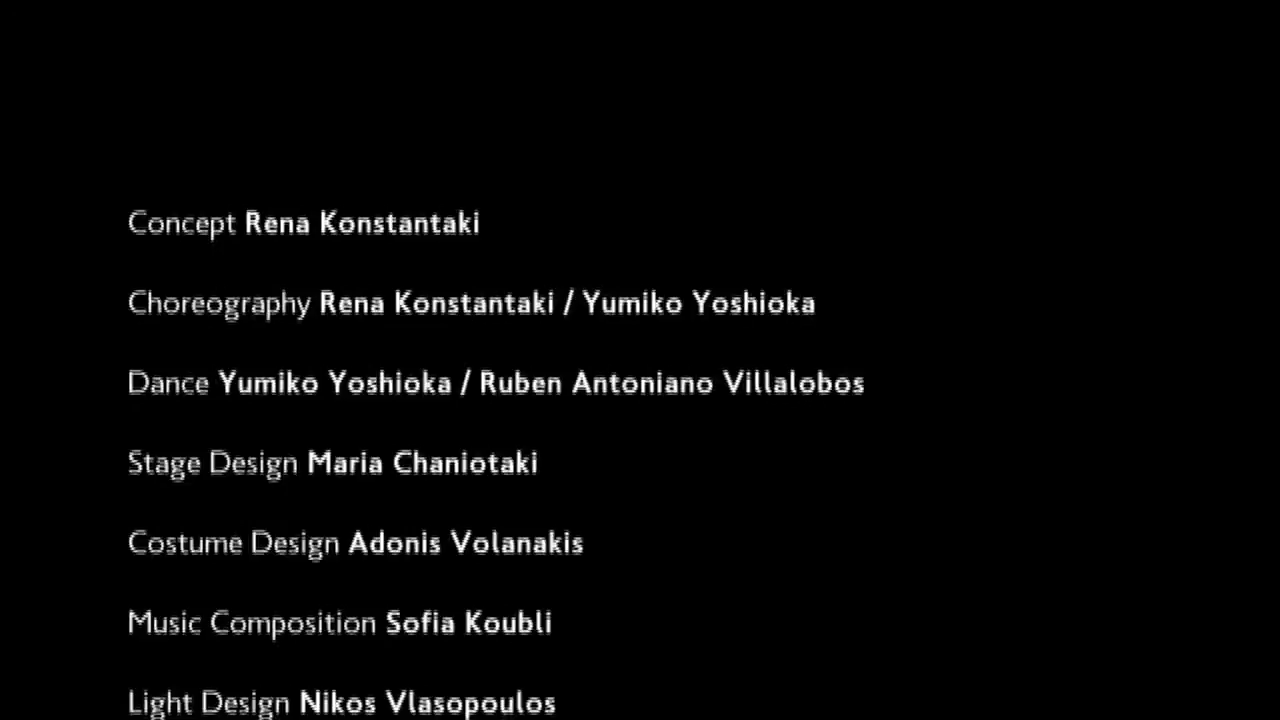 Concept Rena Konstantaki
Choreography Rena Konstantaki / Yumiko Yoshioka
Dance Yumiko Yoshioka / Ruben Antoniano Villalobos
Stage Design Maria Chaniotaki
Costume Design Adonis Volanakis
Music Composition Sofia Koubli
Light Design Nikos Vlasopoulos